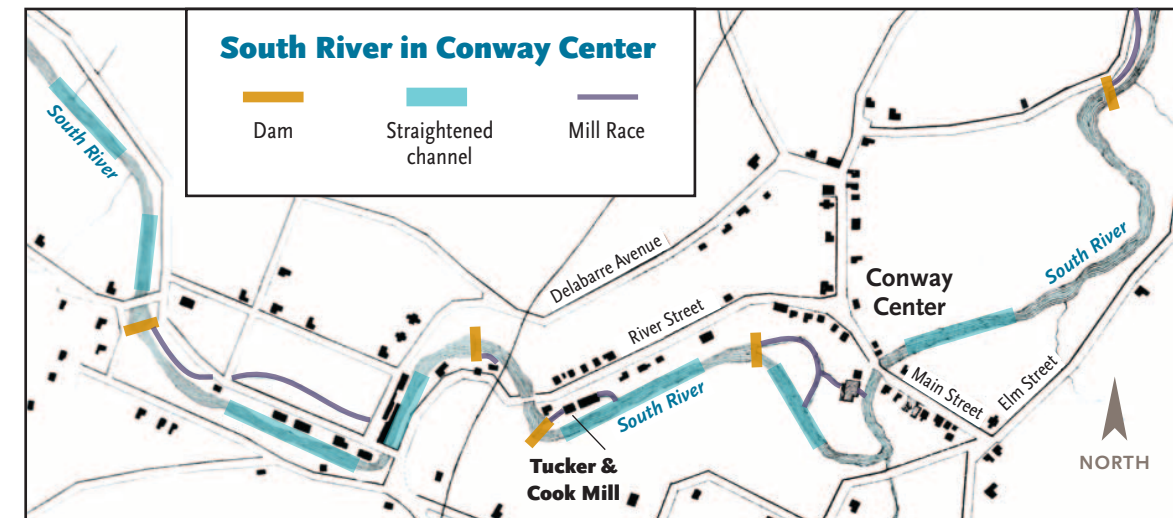 South River in Conway Center
Dam
Straightened
channel
Mill Race
South River
Delabarre Avenue
River Street
Conway
Center
South River
Main Street
Elm Street
South River
Tucker &
Cook Mill
NORTH